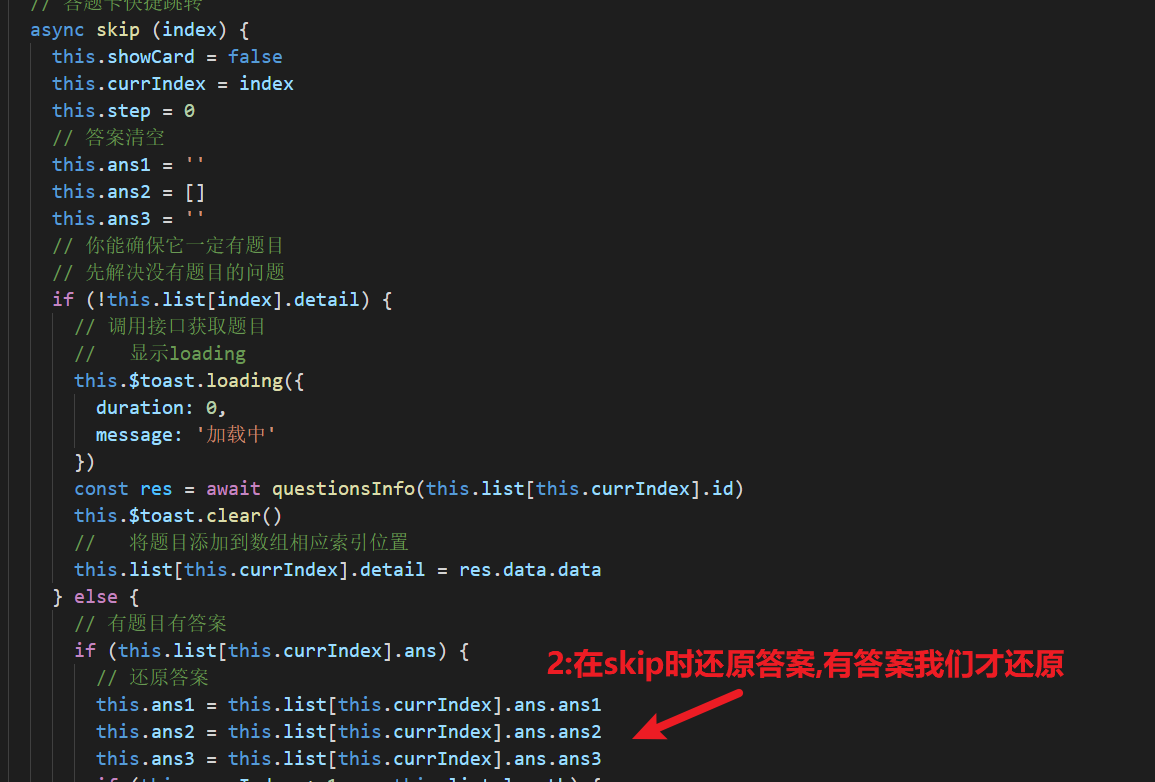 // 答题卡快捷跳转
async skip (index) {
this.showCard = false
this.currIndex = index
this.step = 0
// 答案清空
this.ans1 = ''
this.ans2 = []
this.ans3 = ''
// 你能确保它一定有题目
// 先解决没有题目的问题
if (!this.list[index].detail) {
// 调用接口获取题目
//   显示loading
this.$toast.loading({
duration: 0,
message: '加载中'
})
const res = await questionsInfo(this.list[this.currIndex].id)
this.$toast.clear()
//   将题目添加到数组相应索引位置
this.list[this.currIndex].detail = res.data.data
} else {
// 有题目有答案
if (this.list[this.currIndex].ans) {
2:在skip时还原答案,有答案我们才还原
// 还原答案
this.ans1 = this.list[this.currIndex].ans.ans1
this.ans2 = this.list[this.currIndex].ans.ans2
this.ans3 = this.list[this.currIndex].ans.ans3